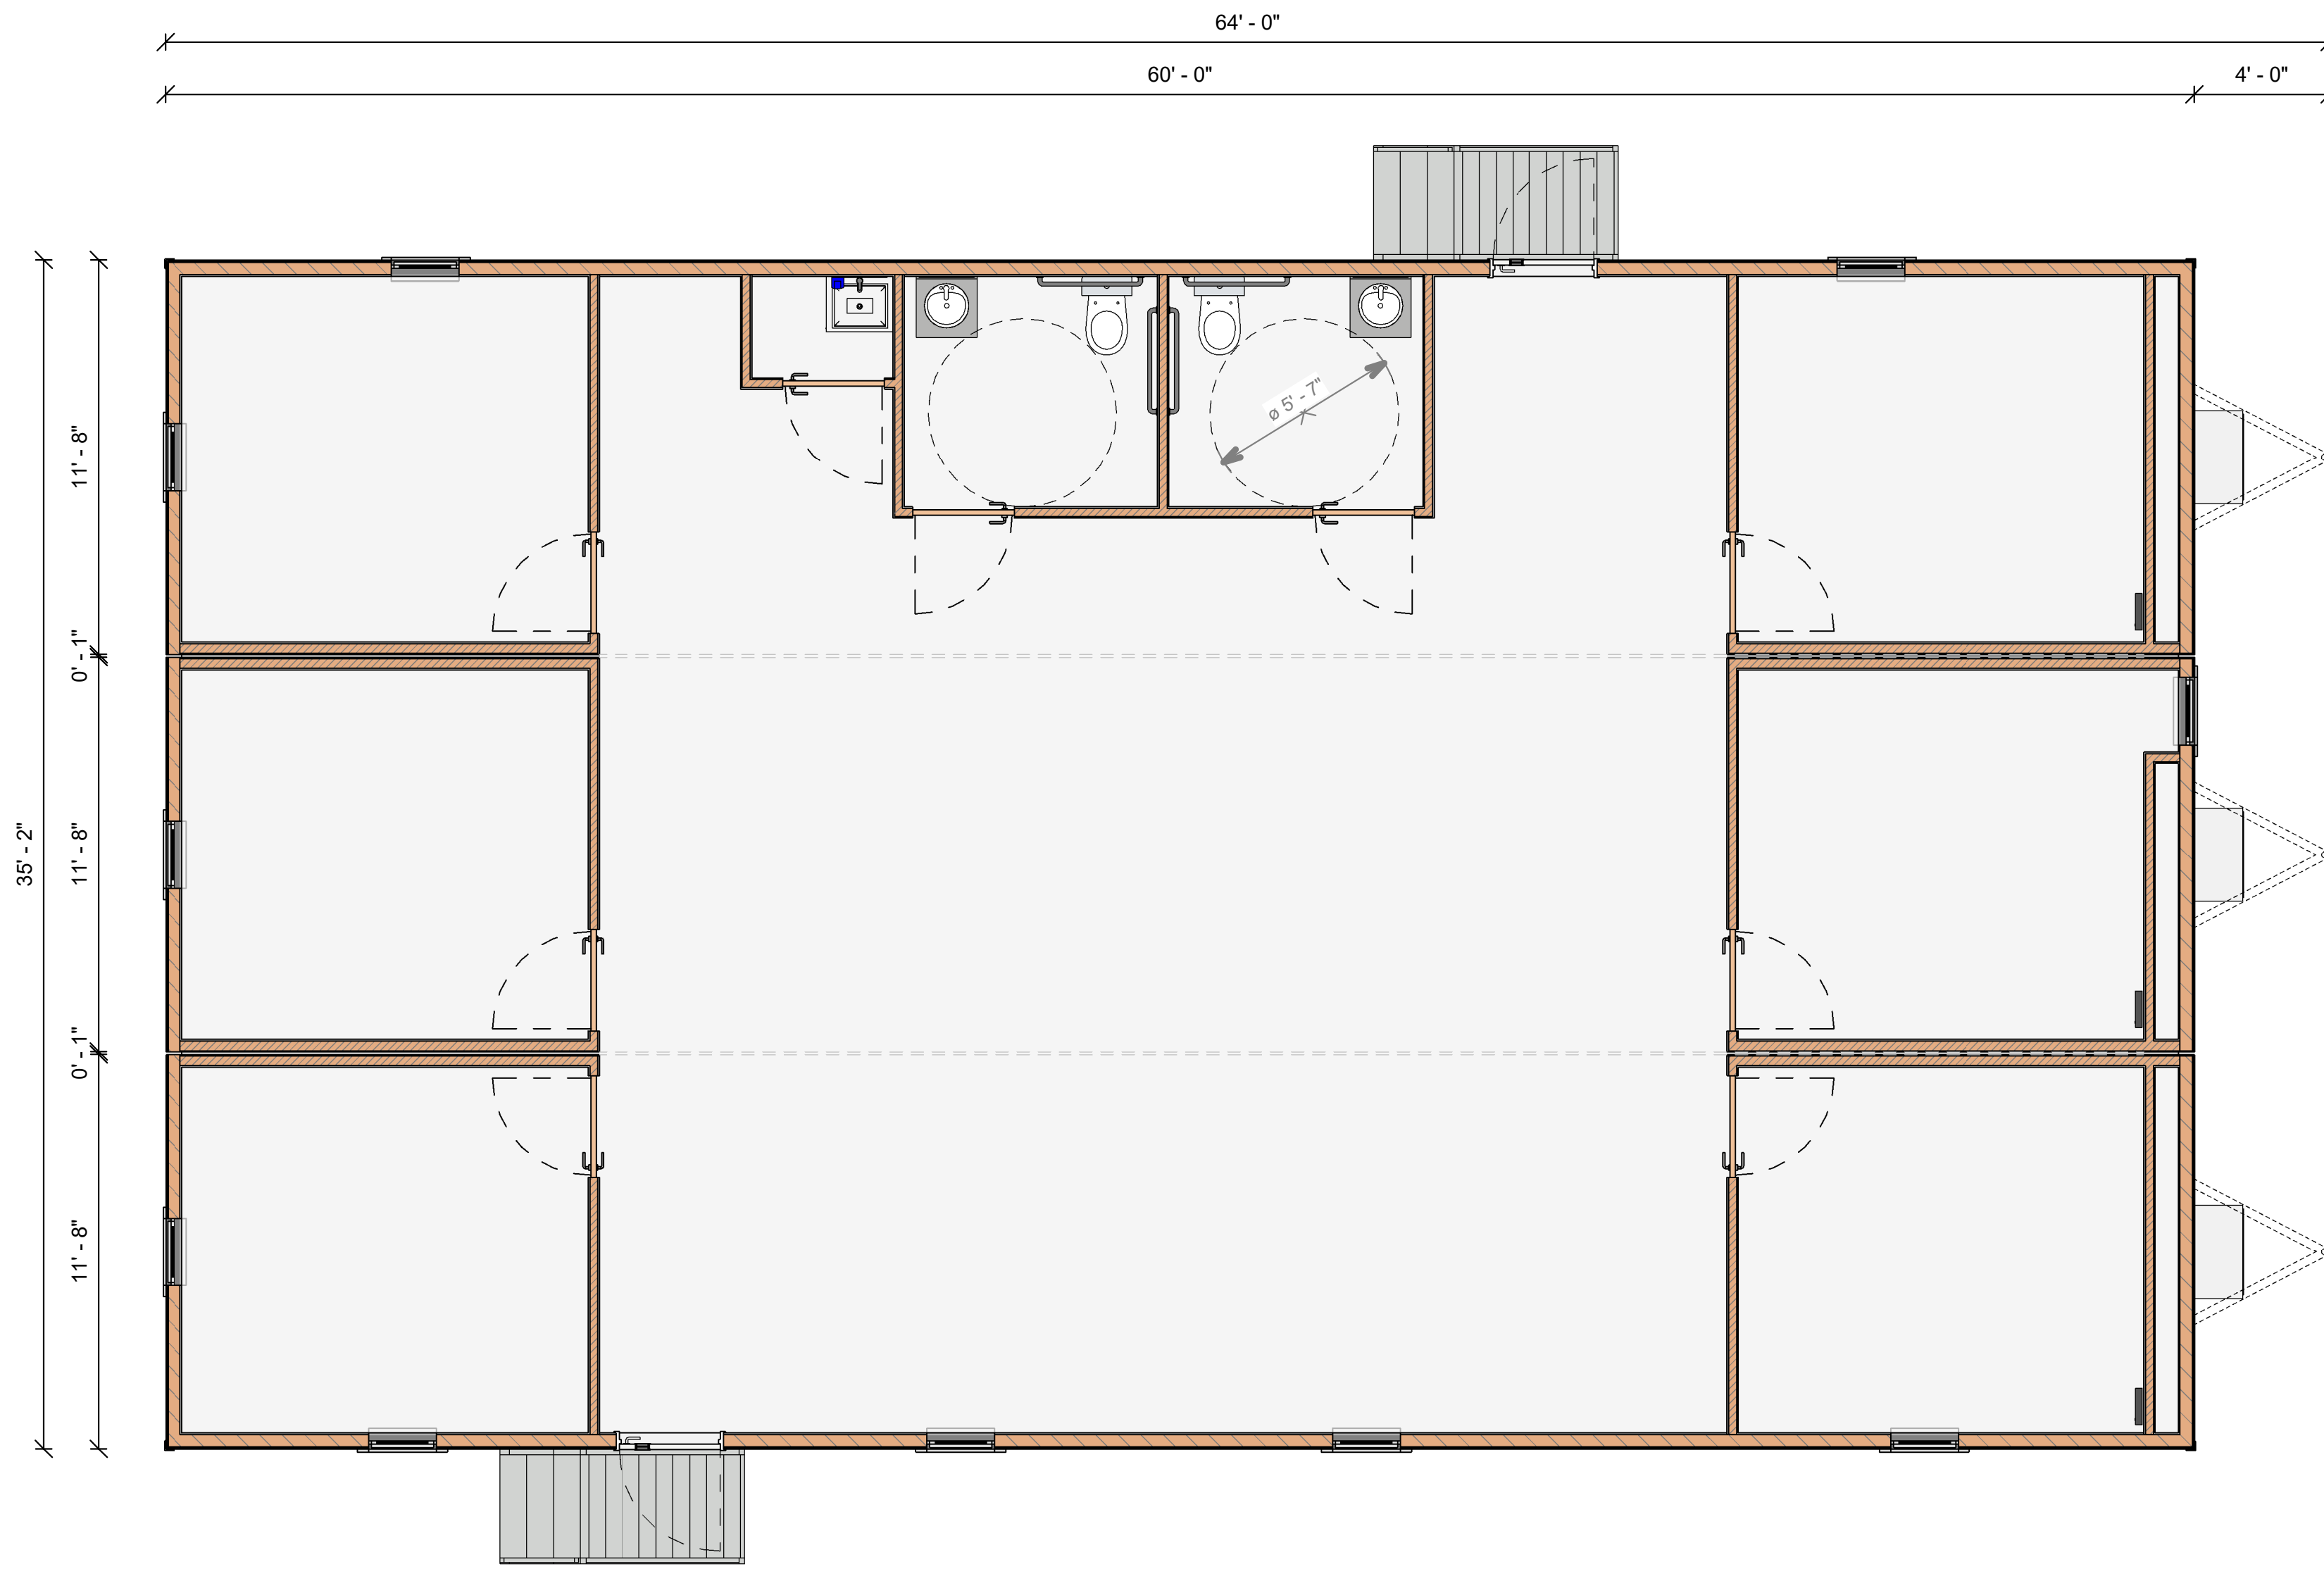 64' - 0"
60' - 0"
4' - 0"
11' - 8"
ø 5' - 7"
0' - 1"
35' - 2"
11' - 8"
0' - 1"
11' - 8"